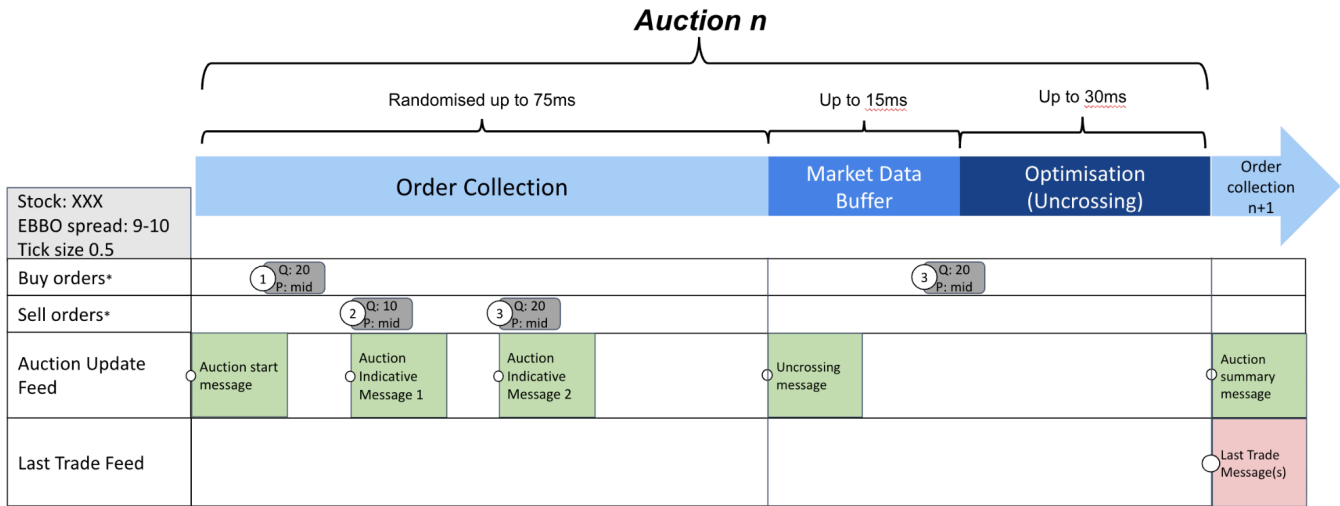 Auction n
Randomised up to 75ms
Up to 15ms
Up to 30ms
Order Collection
Market Data
Buffer
Optimisation
(Uncrossing)
Order
collection
n+1
Stock: XXX
EBBO spread: 9-10
Tick size 0.5
Buy orders*
1
Q: 20
P: mid
3
Q: 20
P: mid
Sell orders*
2
Q: 10
P: mid
3
Q: 20
P: mid
Auction Update
Feed
Auction start
message
Auction
Indicative
Message 1
Auction
Indicative
Message 2
Uncrossing
message
Auction
summary
message
Last Trade Feed
Last Trade
Message(s)